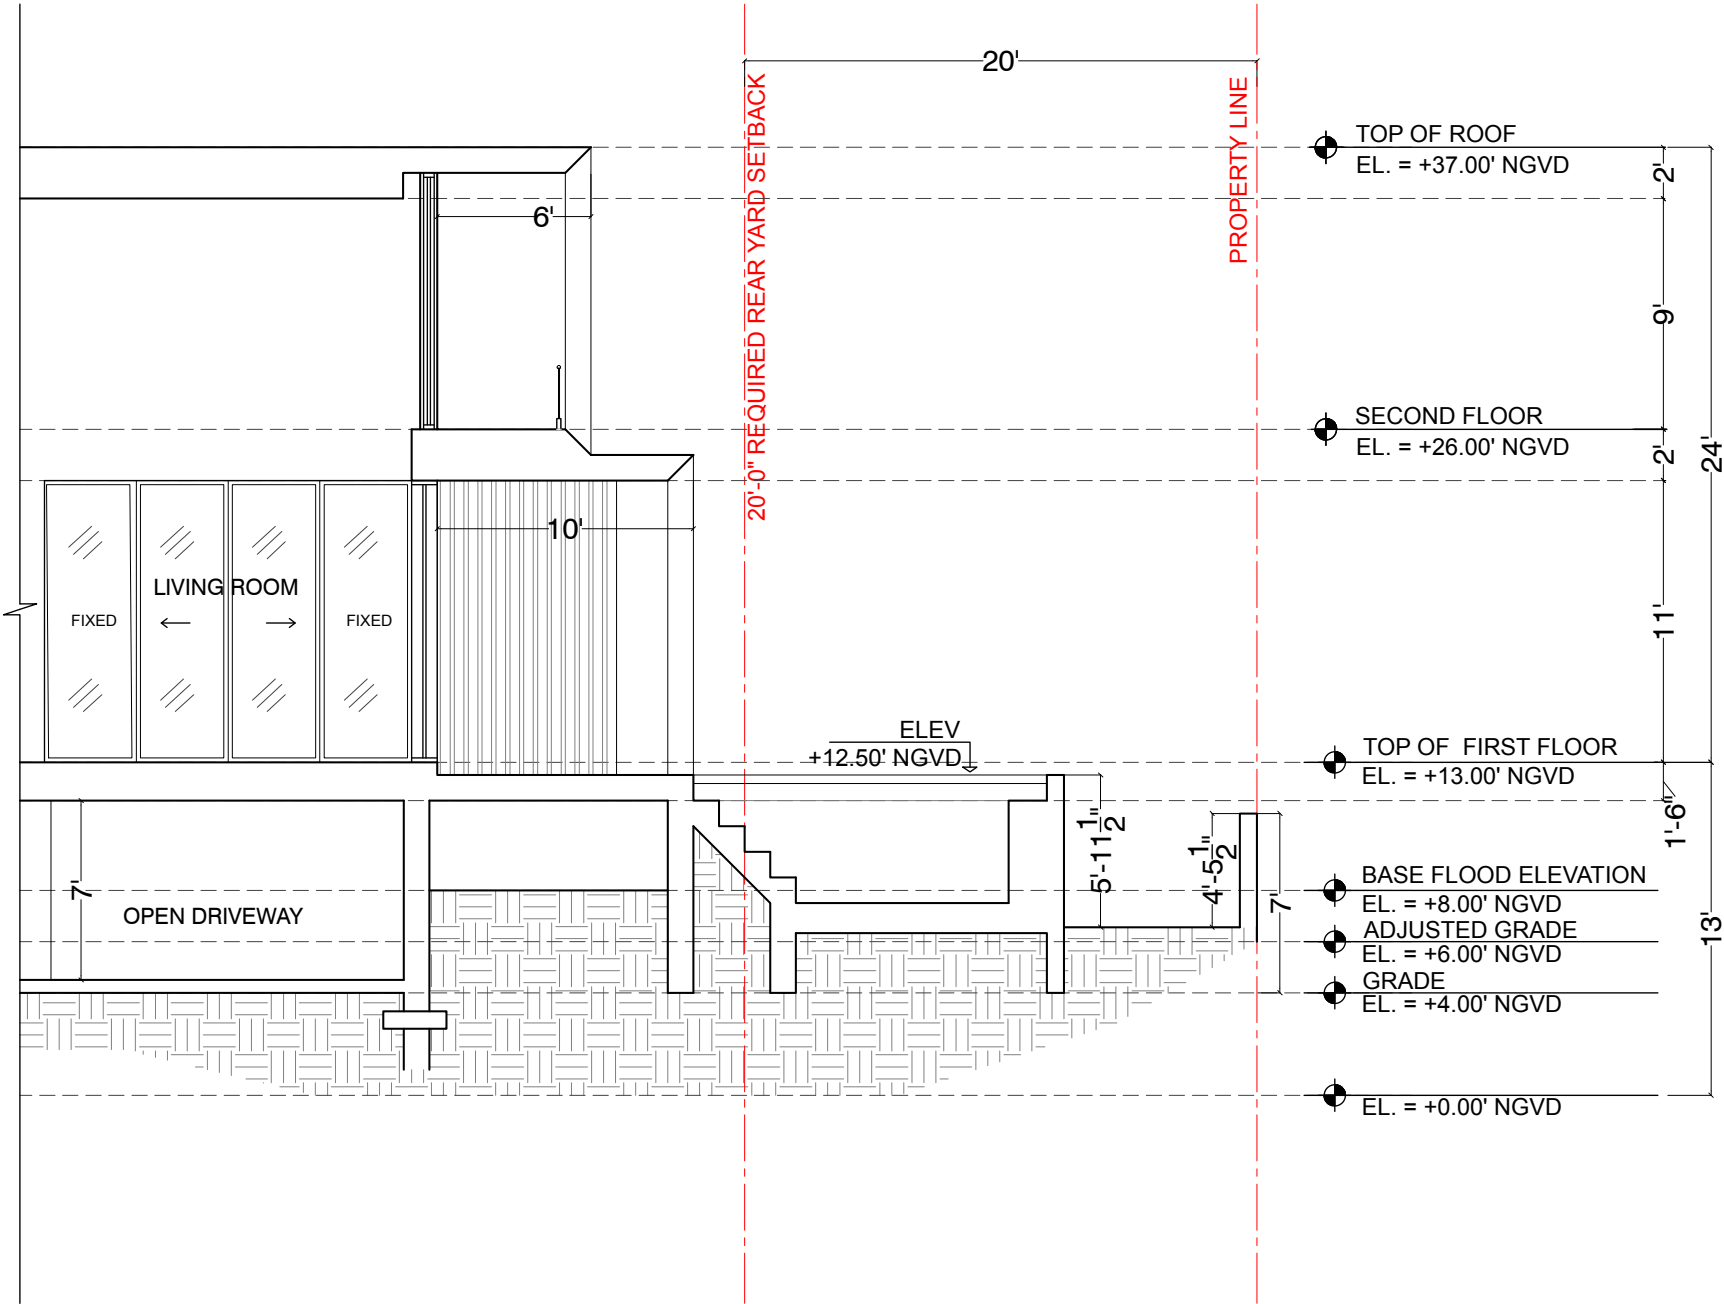 20'
20'-0" REQUIRED REAR YARD SETBACK
PROPERTY LINE
TOP OF ROOF
EL. = +37.00' NGVD
2'
6'
9'
SECOND FLOOR
EL. = +26.00' NGVD
2'
24'
10'
LIVING ROOM
FIXED
FIXED
11'
ELEV
+12.50' NGVD
TOP OF FIRST FLOOR
EL. = +13.00' NGVD
1'-6"
5'-11 1/2"
4'-5 1/2"
7'
7'
OPEN DRIVEWAY
BASE FLOOD ELEVATION
EL. = +8.00' NGVD
ADJUSTED GRADE
EL. = +6.00' NGVD
13'
GRADE
EL. = +4.00' NGVD
EL. = +0.00' NGVD